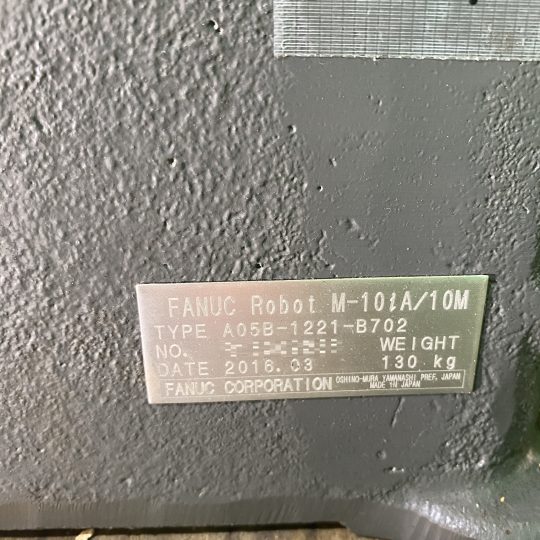 FANUC Robot M-10iA/10M
TYPE A05B-1221-B702
NO. WEIGHT
DATE 2016.03 130 kg
FANUC CORPORATION OSHINO-MURA YAMANASHI PREF. JAPAN
MADE IN JAPAN